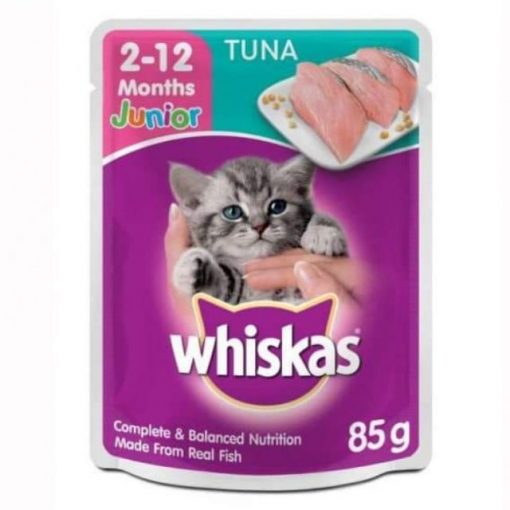 2-12
Months
Junior
TUNA
whiskas
Complete & Balanced Nutrition
Made From Real Fish
85g